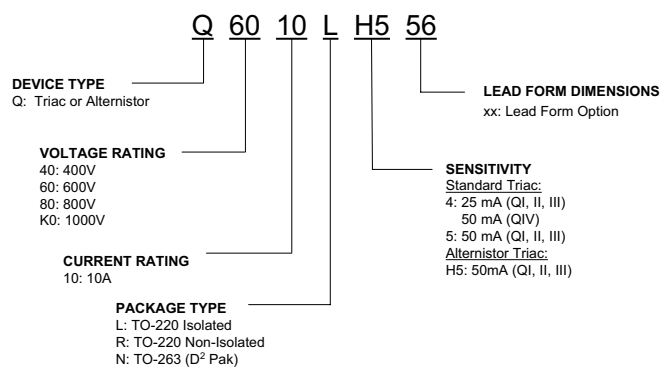 Q 60 10 L H5 56
DEVICE TYPE
Q: Triac or Alternistor
VOLTAGE RATING
40: 400V
60: 600V
80: 800V
K0: 1000V
CURRENT RATING
10: 10A
PACKAGE TYPE
L: TO-220 Isolated
R: TO-220 Non-Isolated
N: TO-263 (D² Pak)
LEAD FORM DIMENSIONS
xx: Lead Form Option
SENSITIVITY
Standard Triac:
4: 25 mA (QI, II, III)
50 mA (QIV)
5: 50 mA (QI, II, III)
Alternistor Triac:
H5: 50mA (QI, II, III)